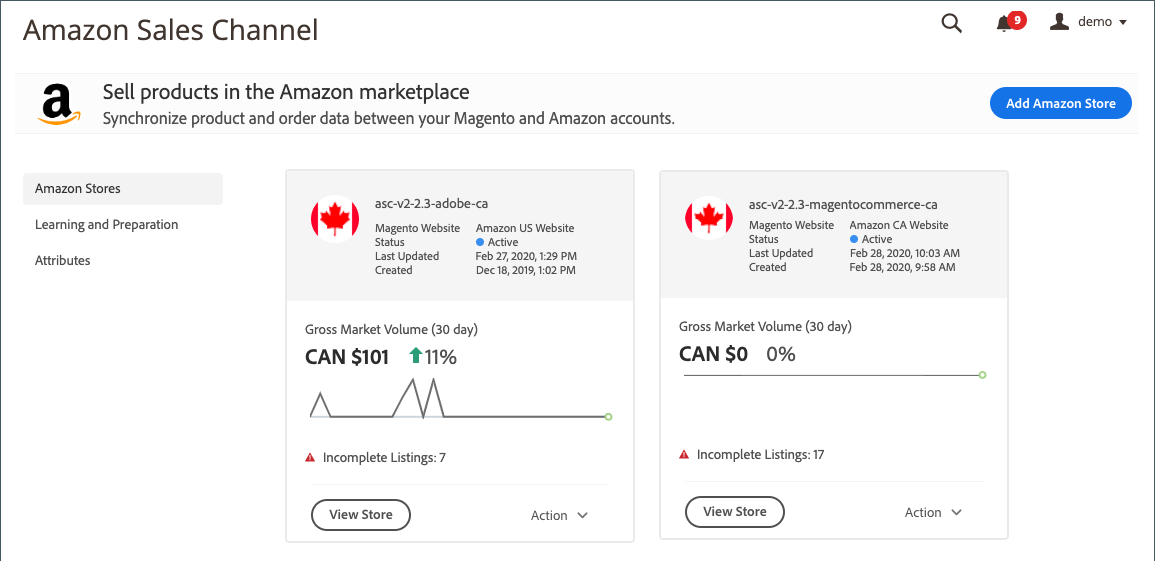 Amazon Sales Channel
9
demo
a
Sell products in the Amazon marketplace
Synchronize product and order data between your Magento and Amazon accounts.
Add Amazon Store
Amazon Stores
Learning and Preparation
Attributes
asc-v2-2.3-adobe-ca
Magento Website Amazon US Website
Status Active
Last Updated Feb 27, 2020, 1:29 PM
Created Dec 18, 2019, 1:02 PM
Gross Market Volume (30 day)
CAN $101 11%
Incomplete Listings: 7
View Store Action
asc-v2-2.3-magentocommerce-ca
Magento Website Amazon CA Website
Status Active
Last Updated Feb 28, 2020, 10:03 AM
Created Feb 28, 2020, 9:58 AM
Gross Market Volume (30 day)
CAN $0 0%
Incomplete Listings: 17
View Store Action